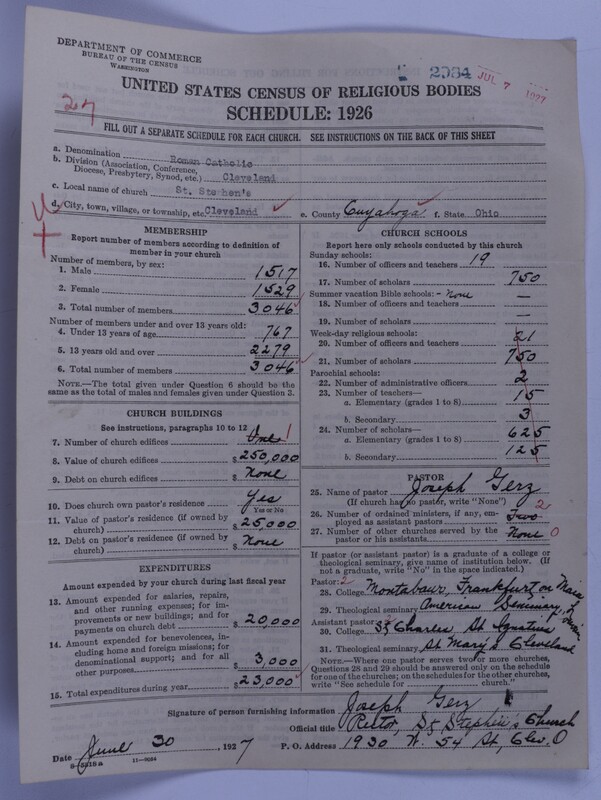 DEPARTMENT OF COMMERCE
BUREAU OF THE CENSUS
WASHINGTON
2084
JUL 7 1927
UNITED STATES CENSUS OF RELIGIOUS BODIES
27
SCHEDULE: 1926
FILL OUT A SEPARATE SCHEDULE FOR EACH CHURCH. SEE INSTRUCTIONS ON THE BACK OF THIS SHEET
a. Denomination Roman Catholic
b. Division (Association, Conference,
Diocese, Presbytery, Synod, etc.) Cleveland
c. Local name of church St. Stephen's
d. City, town, village, or township, etc. Cleveland e. County Cuyahoga f. State Ohio
MEMBERSHIP
Report number of members according to definition of
member in your church
Number of members, by sex:
1. Male 1517
2. Female 1529
3. Total number of members 3046
Number of members under and over 13 years old:
4. Under 13 years of age 767
5. 13 years old and over 2279
6. Total number of members 3046
NOTE.—The total given under Question 6 should be
the same as the total of males and females given under Question 3.
CHURCH BUILDINGS
See instructions, paragraphs 10 to 12
7. Number of church edifices One 1
8. Value of church edifices $250,000
9. Debt on church edifices $ None
10. Does church own pastor's residence? Yes
Yes or No
11. Value of pastor's residence (if owned by
church) $25,000
12. Debt on pastor's residence (if owned by
church) $ None
EXPENDITURES
Amount expended by your church during last fiscal year
13. Amount expended for salaries, repairs,
and other running expenses; for im-
provements or new buildings; and for
payments on church debt $20,000
14. Amount expended for benevolences, in-
cluding home and foreign missions; for
denominational support; and for all
other purposes $3,000
15. Total expenditures during year $23,000
CHURCH SCHOOLS
Report here only schools conducted by this church
Sunday schools:
16. Number of officers and teachers 19
17. Number of scholars 750
Summer vacation Bible schools: - None
18. Number of officers and teachers —
19. Number of scholars —
Week-day religious schools:
20. Number of officers and teachers 21
21. Number of scholars 750
Parochial schools:
22. Number of administrative officers 2
23. Number of teachers—
a. Elementary (grades 1 to 8) 15
b. Secondary 3
24. Number of scholars—
a. Elementary (grades 1 to 8) 625
b. Secondary 125
PASTOR
25. Name of pastor Joseph Gerz
(If church has no pastor, write "None")
26. Number of ordained ministers, if any, em-
ployed as assistant pastors Two 2
27. Number of other churches served by the
pastor or his assistants None 0
If pastor (or assistant pastor) is a graduate of a college or
theological seminary, give name of institution below. (If
not a graduate, write "No" in the space indicated.)
Pastor: 2
28. College Montabaur, Frankfurt on Main
29. Theological seminary American Seminary,
Assistant pastor:
30. College St Charles St Ignatius
31. Theological seminary St Mary's Cleveland
NOTE.—Where one pastor serves two or more churches,
Questions 28 and 29 should be answered only on the schedule
for one of the churches; on the schedules for the other churches,
write "See schedule for church."
Signature of person furnishing information Joseph Gerz
Official title Rector, St Stephen's Church
Date June 30, 1927 P. O. Address 1930 W. 54 St, Clev. O
8—5518a 11—9064